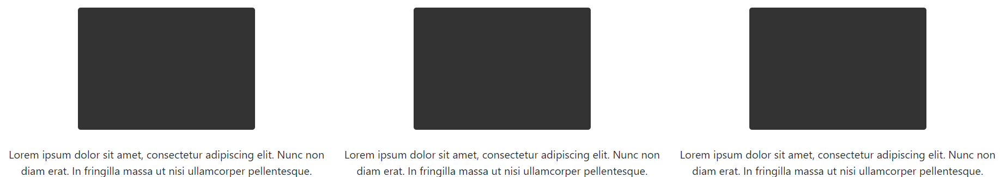 Lorem ipsum dolor sit amet, consectetur adipiscing elit. Nunc non
diam erat. In fringilla massa ut nisi ullamcorper pellentesque.
Lorem ipsum dolor sit amet, consectetur adipiscing elit. Nunc non
diam erat. In fringilla massa ut nisi ullamcorper pellentesque.
Lorem ipsum dolor sit amet, consectetur adipiscing elit. Nunc non
diam erat. In fringilla massa ut nisi ullamcorper pellentesque.